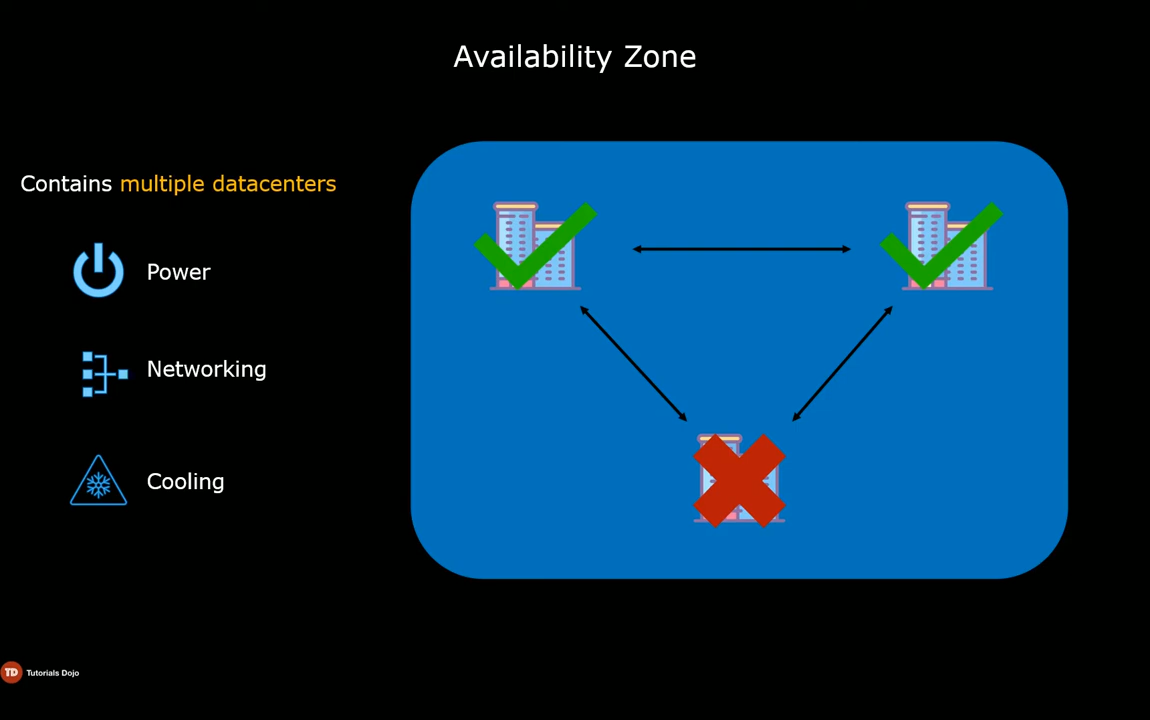 Availability Zone
Contains multiple datacenters
Power
Networking
Cooling
TD Tutorials Dojo